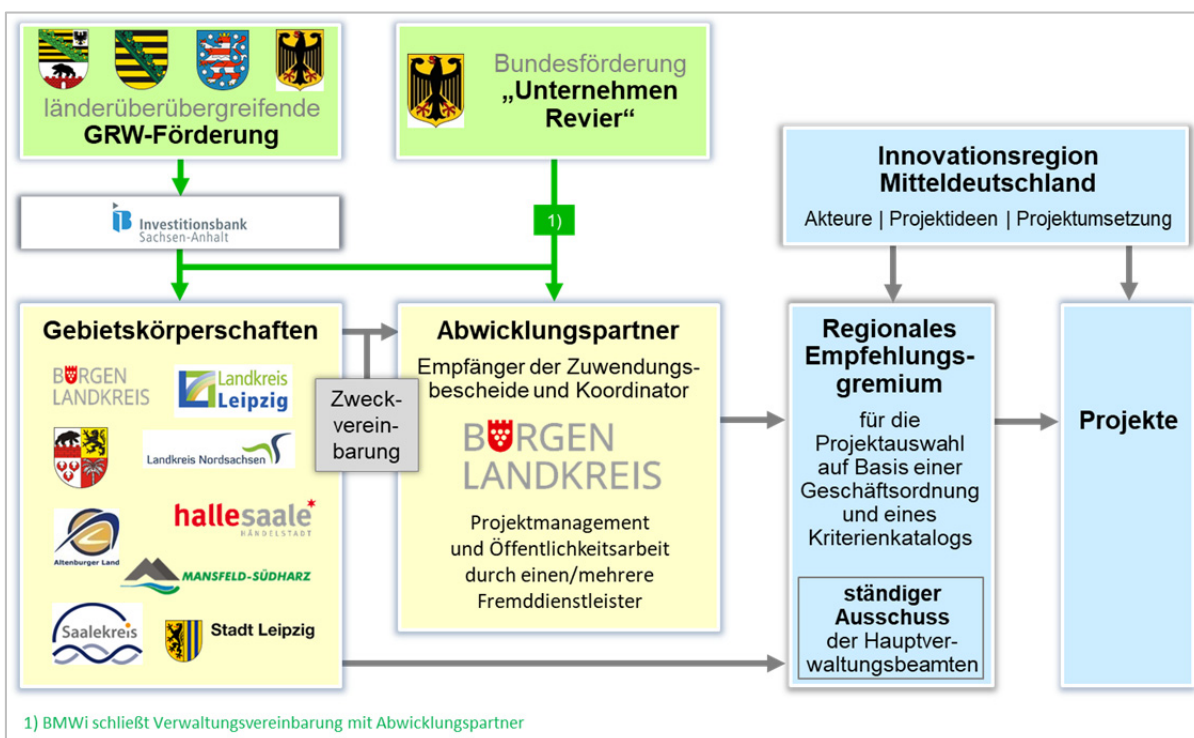 länderüberübergreifende
GRW-Förderung
Bundesförderung
„Unternehmen
Revier“
Investitionsbank
Sachsen-Anhalt
1)
Innovationsregion
Mitteldeutschland
Akteure | Projektideen | Projektumsetzung
Gebietskörperschaften
BURGEN
LANDKREIS
Landkreis
Leipzig
Landkreis Nordsachsen
hallesaale*
HÄNDELSTADT
Altenburger Land
MANSFELD-SÜDHARZ
Saalekreis
Stadt Leipzig
Zweck-
verein-
barung
Abwicklungspartner
Empfänger der Zuwendungs-
bescheide und Koordinator
BURGEN
LANDKREIS
Projektmanagement
und Öffentlichkeitsarbeit
durch einen/mehrere
Fremddienstleister
Regionales
Empfehlungs-
gremium
für die
Projektauswahl
auf Basis einer
Geschäftsordnung
und eines
Kriterienkatalogs
ständiger
Ausschuss
der Hauptver-
waltungsbeamten
Projekte
1) BMWi schließt Verwaltungsvereinbarung mit Abwicklungspartner